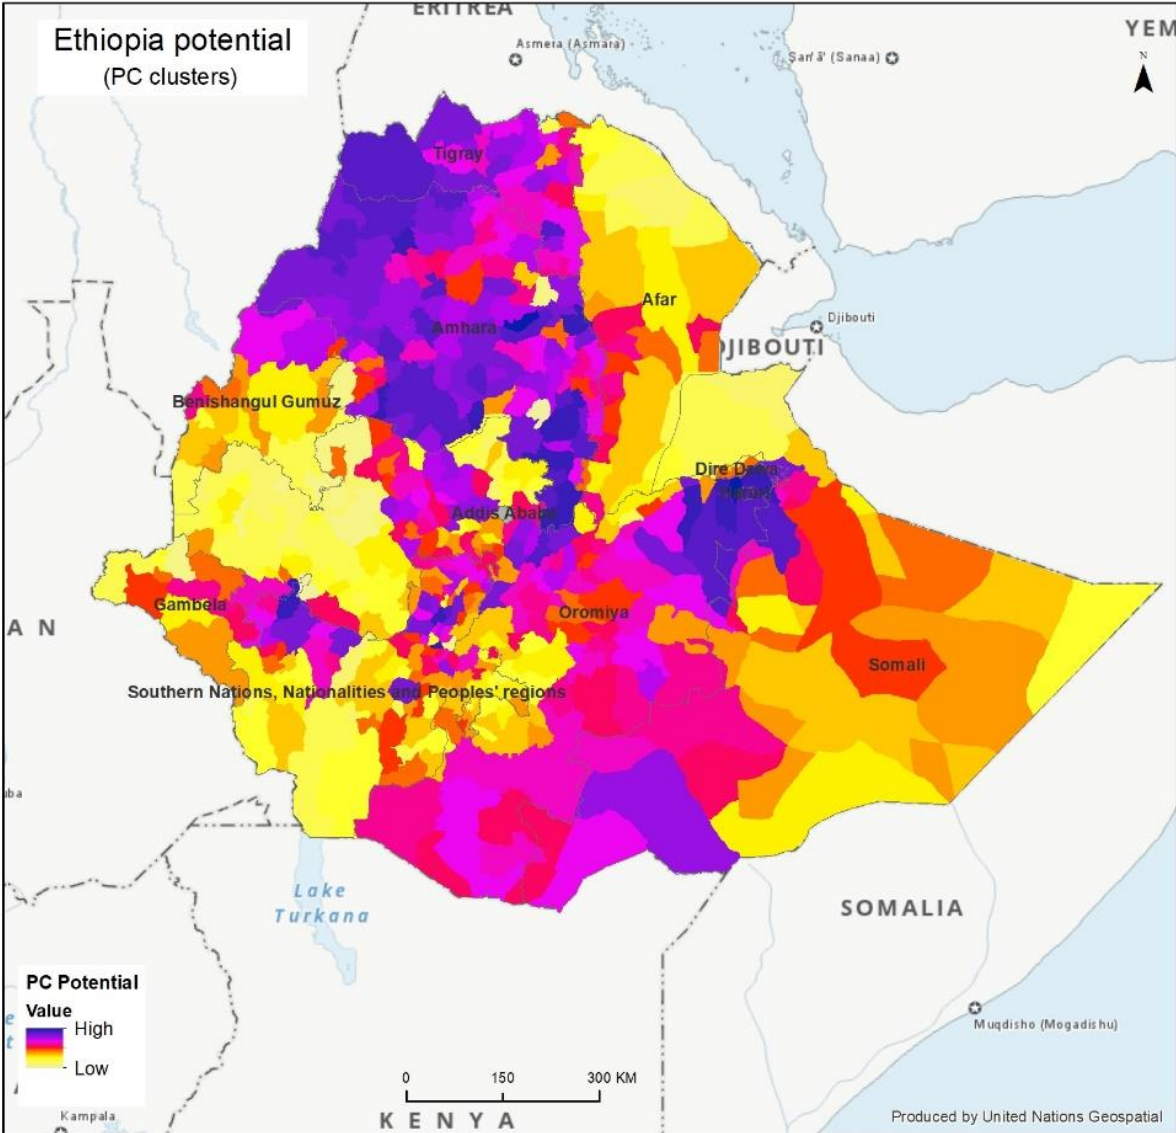 Ethiopia potential
(PC clusters)
ERITREA
YEM
Asmera (Asmara)
Şan'ā' (Sanaa)
N
Tigray
Afar
Amhara
Djibouti
DJIBOUTI
Benishangul Gumuz
Dire Dawa
Harari
Addis Ababa
Gambela
Oromiya
A N
Somali
Southern Nations, Nationalities and Peoples' regions
uba
Lake
Turkana
SOMALIA
PC Potential
Value
High
Low
e
t
Muqdisho (Mogadishu)
0 150 300 KM
Kampala
KENYA
Produced by United Nations Geospatial